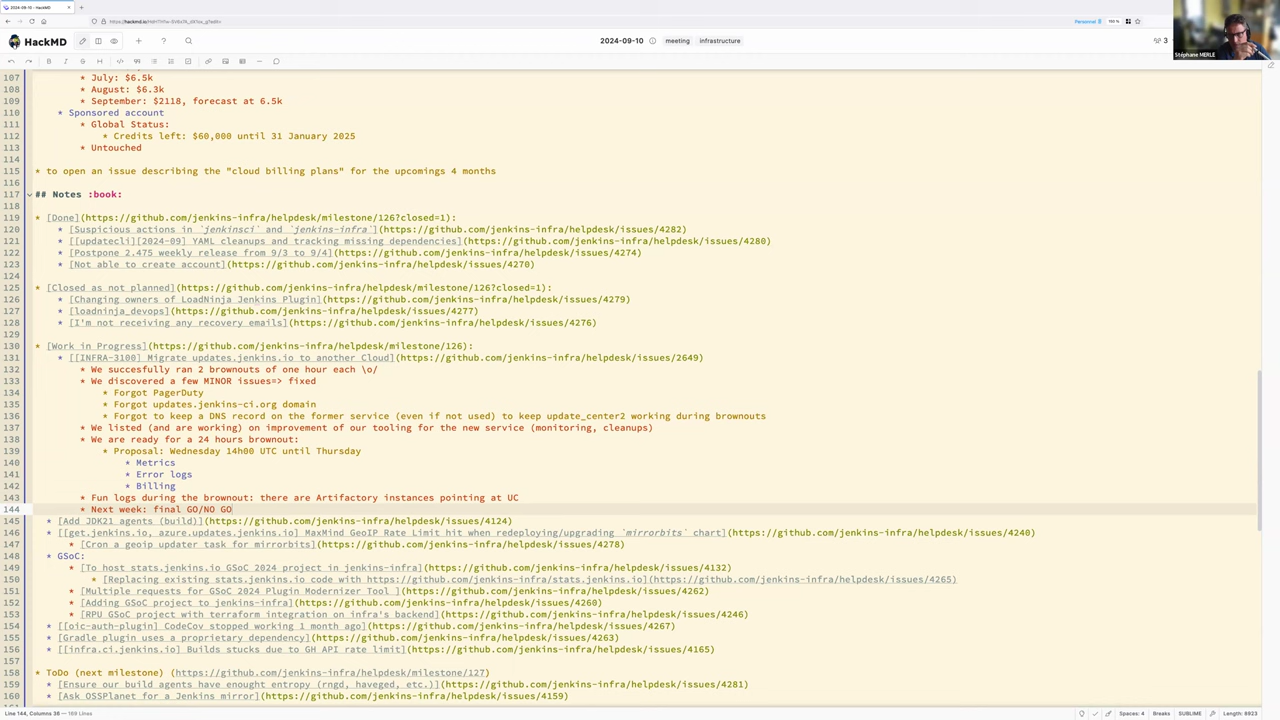 2024-09-10 - HackMD
Personnel
150 %
HackMD
2024-09-10
meeting
infrastructure
3
Stéphane MERLE
107 * July: $6.5k
108 * August: $6.3k
109 * September: $2118, forecast at 6.5k
110 * Sponsored account
111 * Global Status:
112 * Credits left: $60,000 until 31 January 2025
113 * Untouched
114
115 * to open an issue describing the "cloud billing plans" for the upcomings 4 months
116
117 ## Notes :book:
118
119 * [Done](https://github.com/jenkins-infra/helpdesk/milestone/126?closed=1):
120 * [Suspicious actions in `jenkinsci` and `jenkins-infra`](https://github.com/jenkins-infra/helpdesk/issues/4282)
121 * [[updatecli][2024-09] YAML cleanups and tracking missing dependencies](https://github.com/jenkins-infra/helpdesk/issues/4280)
122 * [Postpone 2.475 weekly release from 9/3 to 9/4](https://github.com/jenkins-infra/helpdesk/issues/4274)
123 * [Not able to create account](https://github.com/jenkins-infra/helpdesk/issues/4270)
124
125 * [Closed as not planned](https://github.com/jenkins-infra/helpdesk/milestone/126?closed=1):
126 * [Changing owners of LoadNinja Jenkins Plugin](https://github.com/jenkins-infra/helpdesk/issues/4279)
127 * [loadninja_devops](https://github.com/jenkins-infra/helpdesk/issues/4277)
128 * [I'm not receiving any recovery emails](https://github.com/jenkins-infra/helpdesk/issues/4276)
129
130 * [Work in Progress](https://github.com/jenkins-infra/helpdesk/milestone/126):
131 * [[INFRA-3100] Migrate updates.jenkins.io to another Cloud](https://github.com/jenkins-infra/helpdesk/issues/2649)
132 * We succesfully ran 2 brownouts of one hour each \o/
133 * We discovered a few MINOR issues=> fixed
134 * Forgot PagerDuty
135 * Forgot updates.jenkins-ci.org domain
136 * Forgot to keep a DNS record on the former service (even if not used) to keep update_center2 working during brownouts
137 * We listed (and are working) on improvement of our tooling for the new service (monitoring, cleanups)
138 * We are ready for a 24 hours brownout:
139 * Proposal: Wednesday 14h00 UTC until Thursday
140 * Metrics
141 * Error logs
142 * Billing
143 * Fun logs during the brownout: there are Artifactory instances pointing at UC
144 * Next week: final GO/NO GO
145 * [Add JDK21 agents (build)](https://github.com/jenkins-infra/helpdesk/issues/4124)
146 * [[get.jenkins.io, azure.updates.jenkins.io] MaxMind GeoIP Rate Limit hit when redeploying/upgrading `mirrorbits` chart](https://github.com/jenkins-infra/helpdesk/issues/4240)
147 * [Cron a geoip updater task for mirrorbits](https://github.com/jenkins-infra/helpdesk/issues/4278)
148 * GSoC:
149 * [To host stats.jenkins.io GSoC 2024 project in jenkins-infra](https://github.com/jenkins-infra/helpdesk/issues/4132)
150 * [Replacing existing stats.jenkins.io code with https://github.com/jenkins-infra/stats.jenkins.io](https://github.com/jenkins-infra/helpdesk/issues/4265)
151 * [Multiple requests for GSoC 2024 Plugin Modernizer Tool ](https://github.com/jenkins-infra/helpdesk/issues/4262)
152 * [Adding GSoC project to jenkins-infra](https://github.com/jenkins-infra/helpdesk/issues/4260)
153 * [RPU GSoC project with terraform integration on infra's backend](https://github.com/jenkins-infra/helpdesk/issues/4246)
154 * [[oic-auth-plugin] CodeCov stopped working 1 month ago](https://github.com/jenkins-infra/helpdesk/issues/4267)
155 * [Gradle plugin uses a proprietary dependency](https://github.com/jenkins-infra/helpdesk/issues/4263)
156 * [[infra.ci.jenkins.io] Builds stucks due to GH API rate limit](https://github.com/jenkins-infra/helpdesk/issues/4165)
157
158 * ToDo (next milestone) (https://github.com/jenkins-infra/helpdesk/milestone/127)
159 * [Ensure our build agents have enought entropy (rngd, haveged, etc.)](https://github.com/jenkins-infra/helpdesk/issues/4281)
160 * [Ask OSSPlanet for a Jenkins mirror](https://github.com/jenkins-infra/helpdesk/issues/4159)
Line 144, Columns 36 — 169 Lines
Spaces: 4
Breaks
SUBLIME
Length: 8923